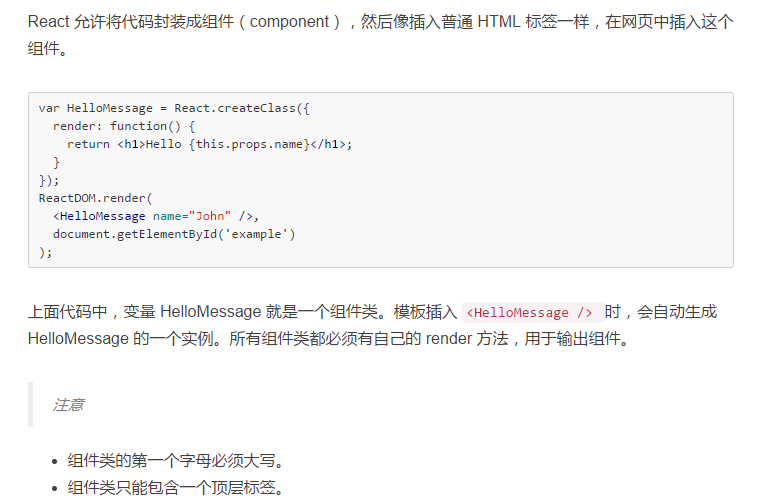 React 允许将代码封装成组件（component），然后像插入普通 HTML 标签一样，在网页中插入这个
组件。
var HelloMessage = React.createClass({
  render: function() {
    return <h1>Hello {this.props.name}</h1>;
  }
});
ReactDOM.render(
  <HelloMessage name="John" />,
  document.getElementById('example')
);
上面代码中，变量 HelloMessage 就是一个组件类。模板插入 <HelloMessage /> 时，会自动生成
HelloMessage 的一个实例。所有组件类都必须有自己的 render 方法，用于输出组件。
注意
• 组件类的第一个字母必须大写。
• 组件类只能包含一个顶层标签。